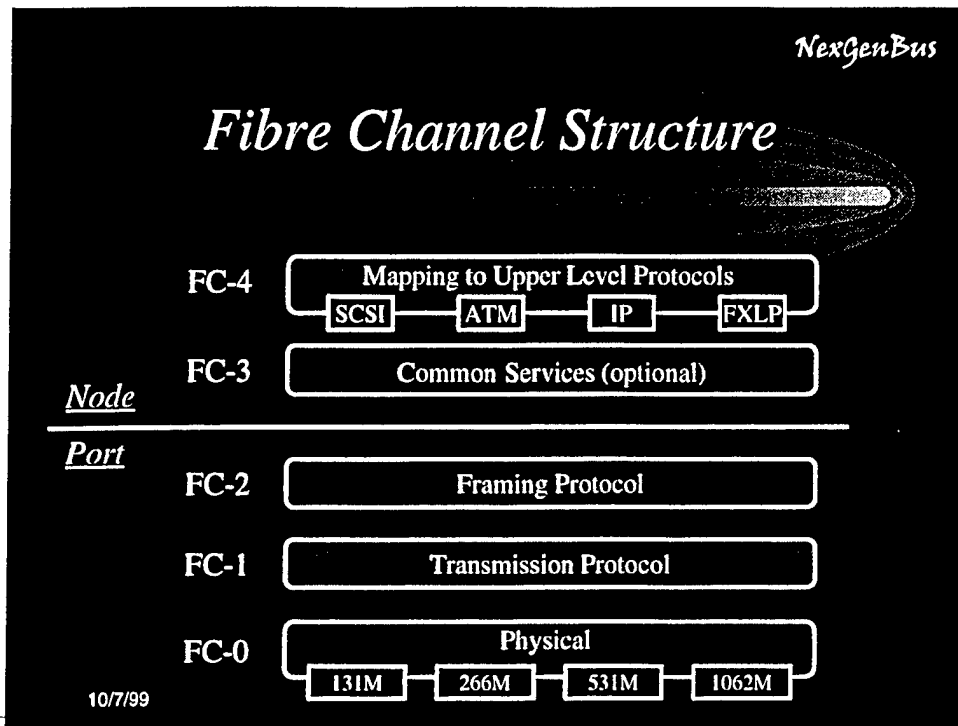 NexGenBus
Fibre Channel Structure
FC-4
Mapping to Upper Level Protocols
SCSI ATM IP FXLP
FC-3
Common Services (optional)
Node
Port
FC-2
Framing Protocol
FC-1
Transmission Protocol
FC-0
Physical
131M 266M 531M 1062M
10/7/99